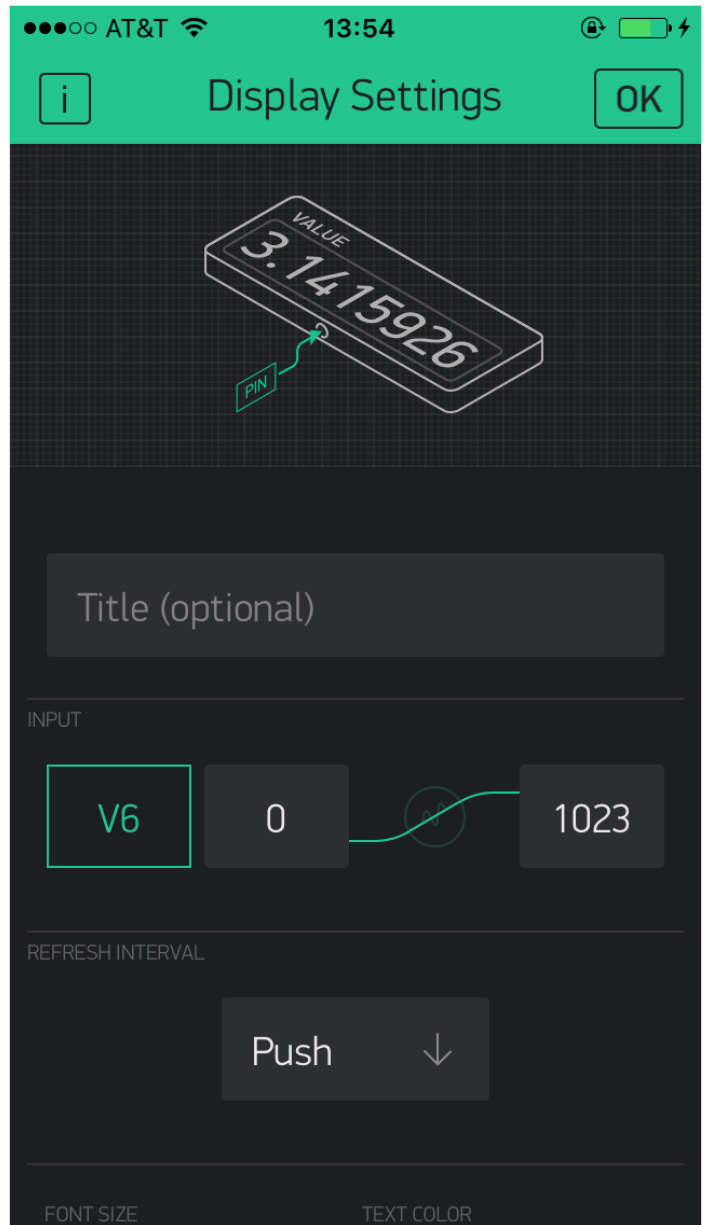 AT&T 13:54
i Display Settings OK
VALUE
3.1415926
PIN
Title (optional)
INPUT
V6 0 1023
REFRESH INTERVAL
Push
FONT SIZE TEXT COLOR